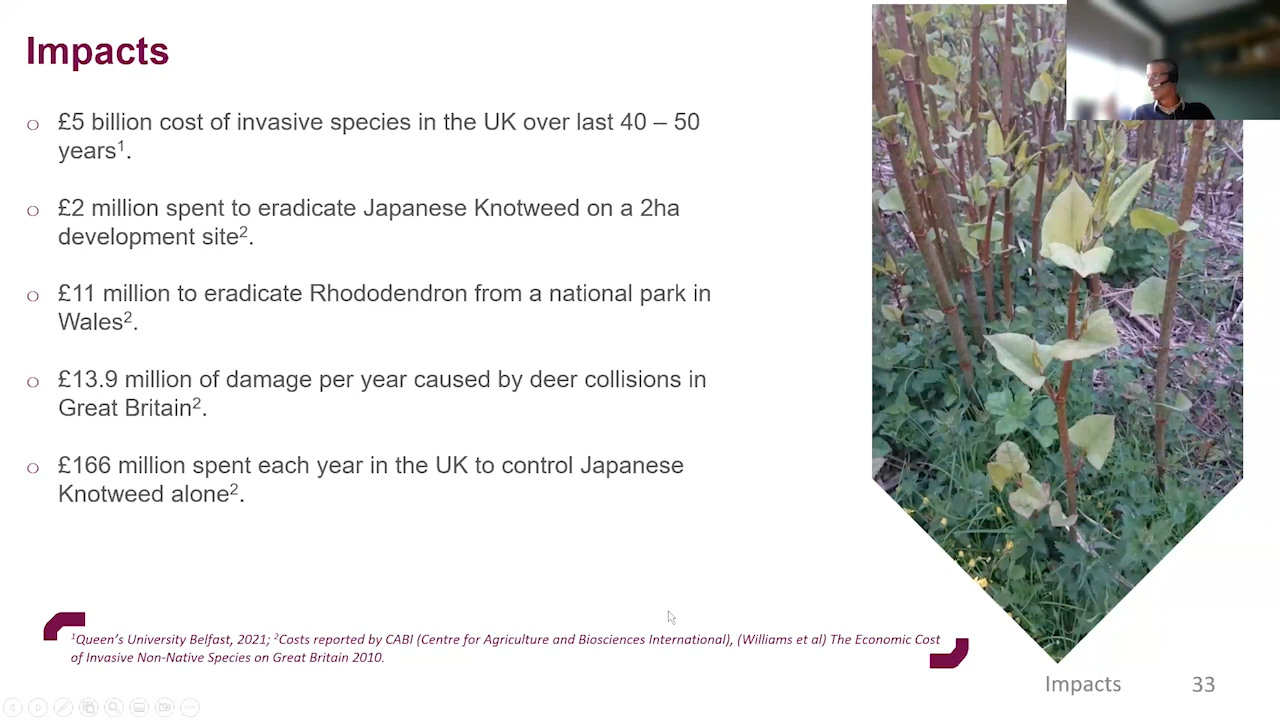 Impacts
○ £5 billion cost of invasive species in the UK over last 40 – 50
years¹.
○ £2 million spent to eradicate Japanese Knotweed on a 2ha
development site².
○ £11 million to eradicate Rhododendron from a national park in
Wales².
○ £13.9 million of damage per year caused by deer collisions in
Great Britain².
○ £166 million spent each year in the UK to control Japanese
Knotweed alone².
¹Queen's University Belfast, 2021; ²Costs reported by CABI (Centre for Agriculture and Biosciences International), (Williams et al) The Economic Cost
of Invasive Non-Native Species on Great Britain 2010.
Impacts 33